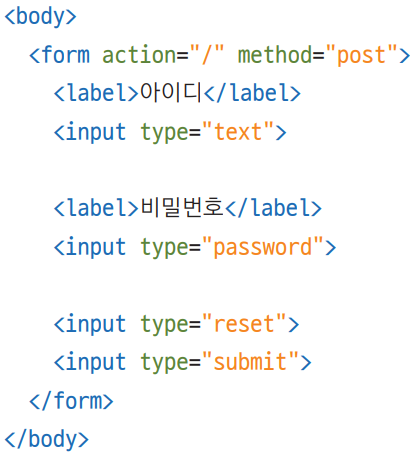 <body>
<form action="/" method="post">
<label>아이디</label>
<input type="text">
<label>비밀번호</label>
<input type="password">
<input type="reset">
<input type="submit">
</form>
</body>